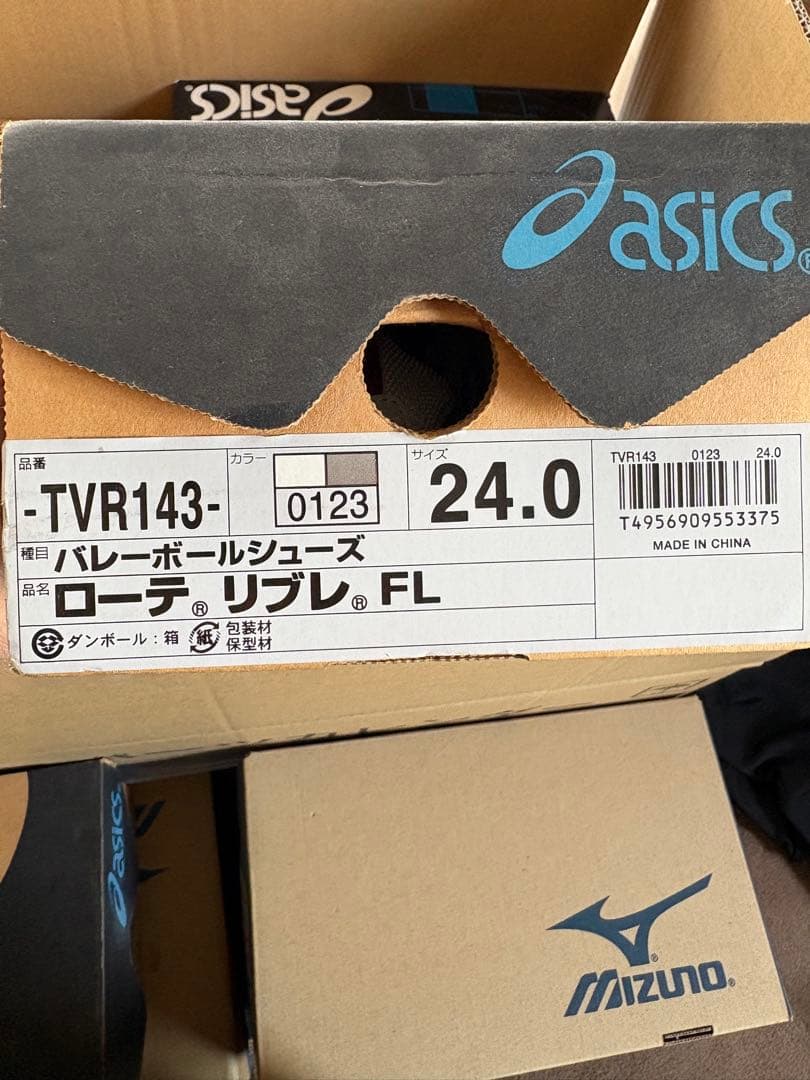 asics
asics®
品番
-TVR143-
カラー
0123
サイズ
24.0
TVR143 0123 24.0
T4956909553375
MADE IN CHINA
種目 バレーボールシューズ
品名 ローテ® リブレ® FL
ダンボール：箱 紙 包装材
保型材
asics
MIZUNO®